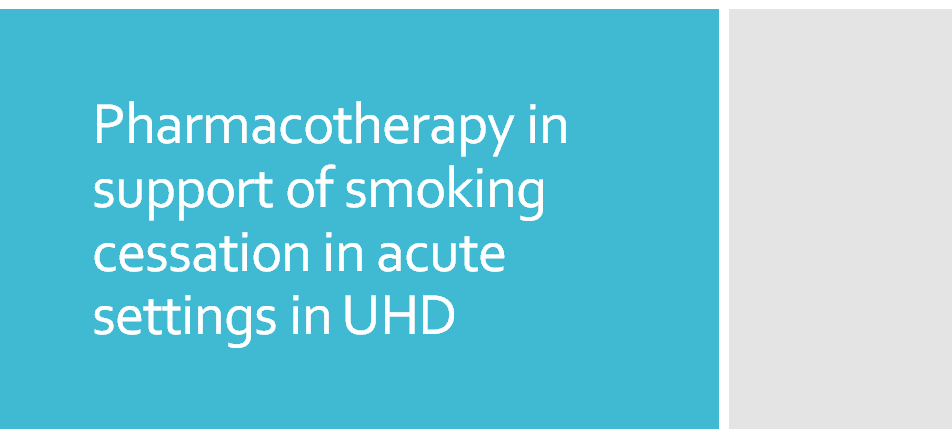 Pharmacotherapy in
support of smoking
cessation in acute
settings in UHD